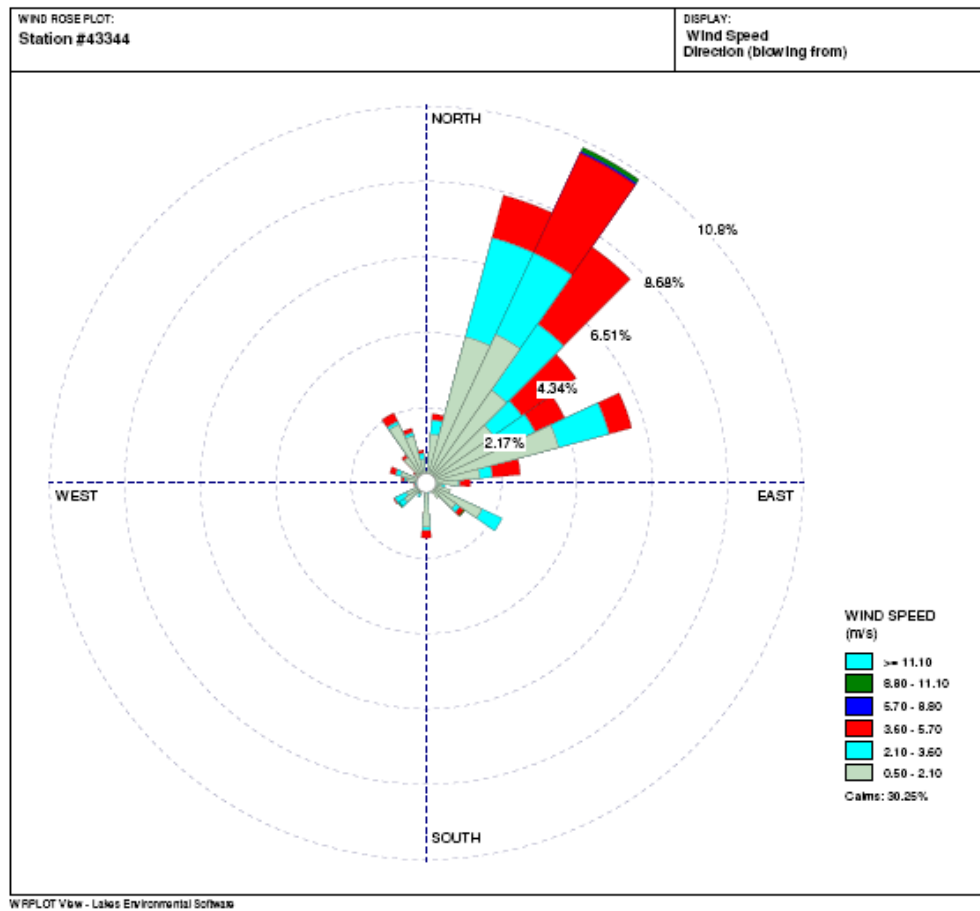 WIND ROSE PLOT:
Station #43344
DISPLAY:
Wind Speed
Direction (blowing from)
NORTH
10.8%
8.68%
6.51%
4.34%
2.17%
WEST
EAST
WIND SPEED
(m/s)
>= 11.10
8.80 - 11.10
5.70 - 8.80
3.60 - 5.70
2.10 - 3.60
0.50 - 2.10
Calms: 30.25%
SOUTH
WRPLOT View - Lakes Environmental Software